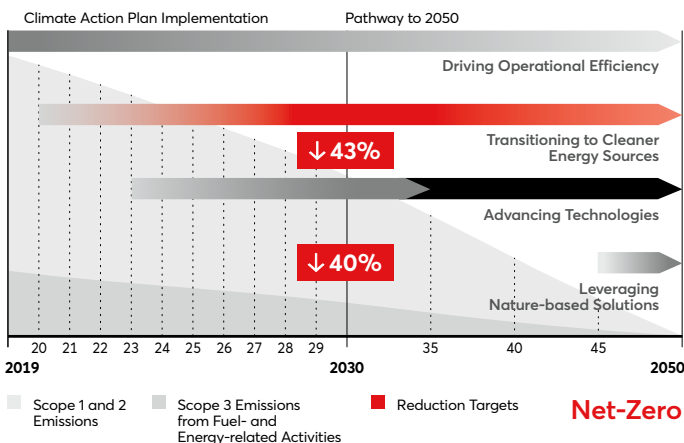 Climate Action Plan Implementation
Pathway to 2050
Driving Operational Efficiency
Transitioning to Cleaner
Energy Sources
↓ 43%
Advancing Technologies
↓ 40%
Leveraging
Nature-based Solutions
20 21 22 23 24 25 26 27 28 29 35 40 45
2019 2030 2050
Scope 1 and 2
Emissions
Scope 3 Emissions
from Fuel- and
Energy-related Activities
Reduction Targets
Net-Zero